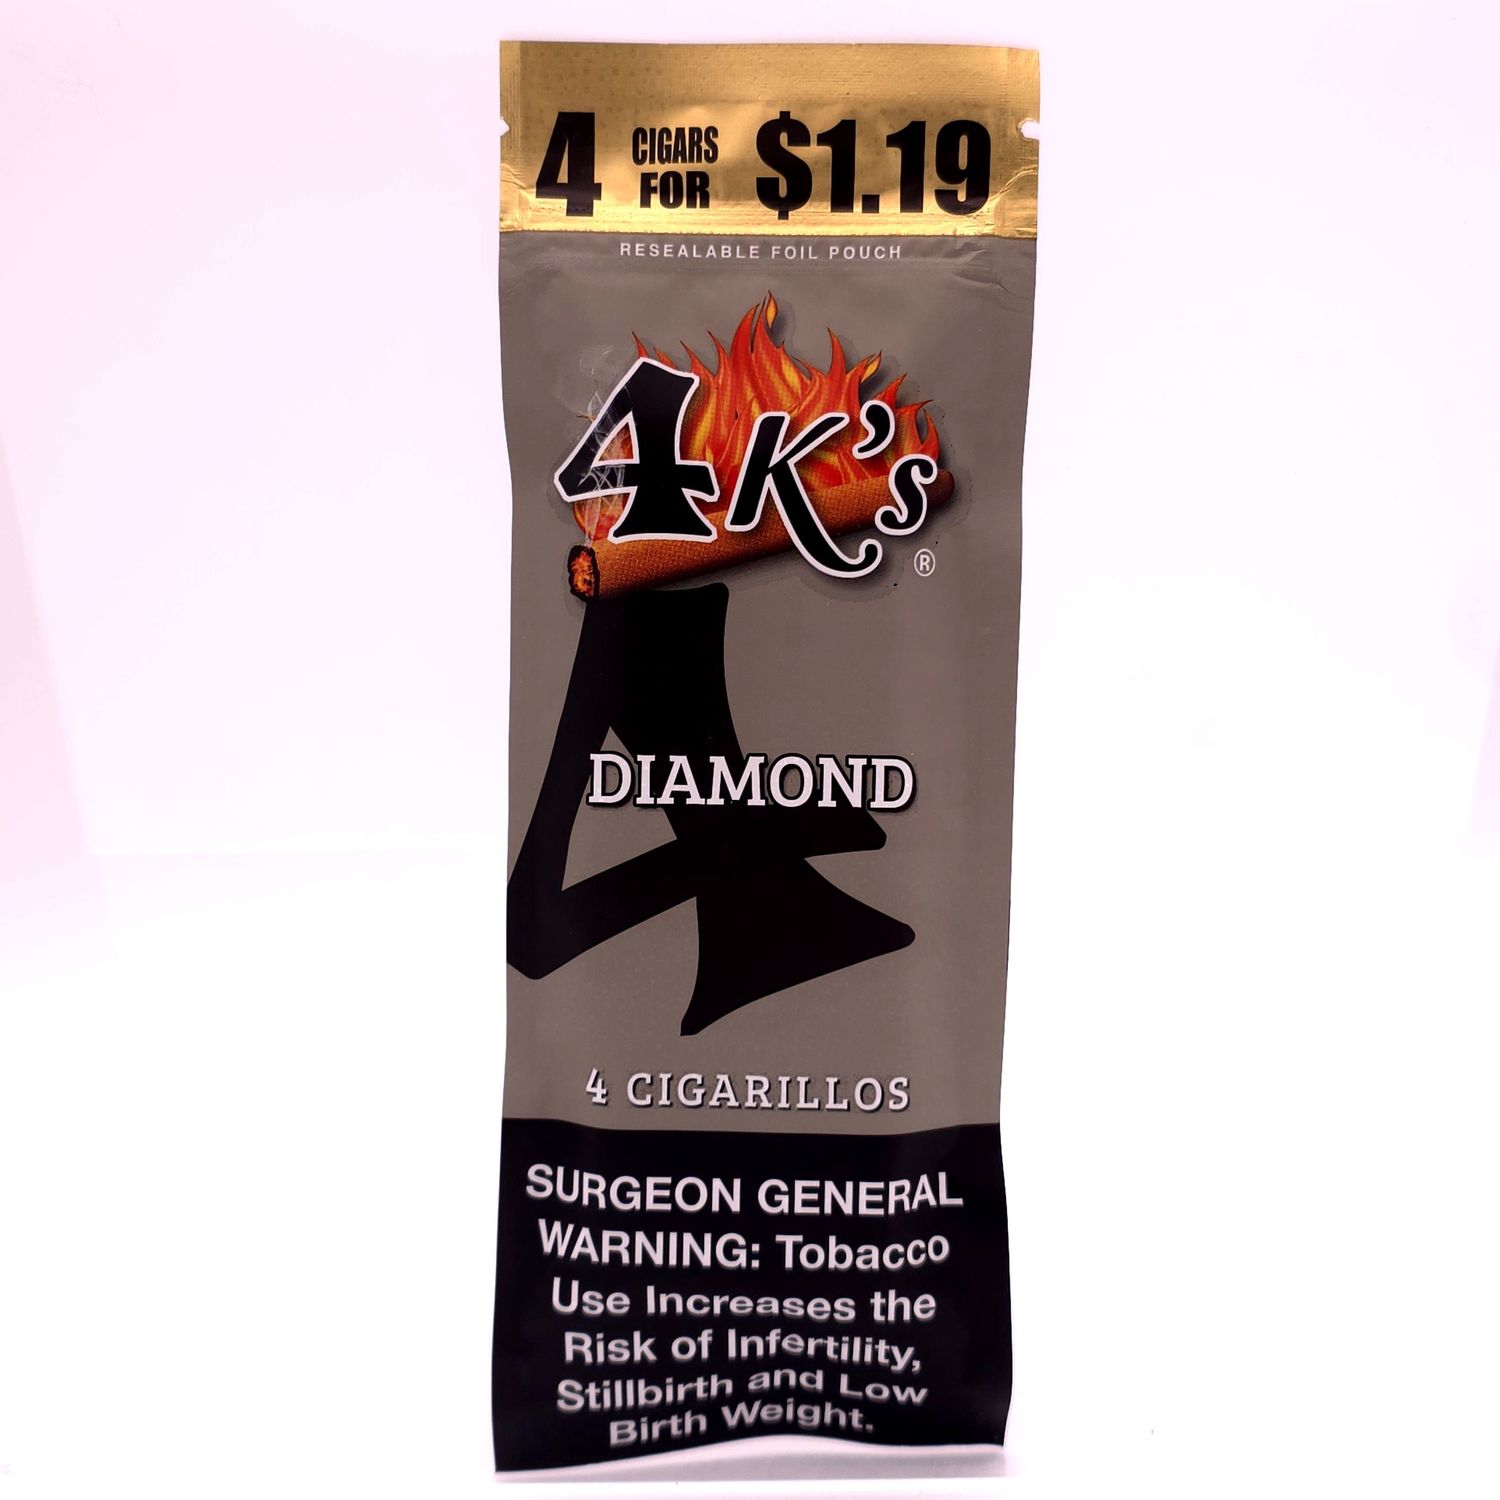 4 CIGARS FOR $1.19
RESEALABLE FOIL POUCH
4K's
®
DIAMOND
4
4 CIGARILLOS
SURGEON GENERAL
WARNING: Tobacco
Use Increases the
Risk of Infertility,
Stillbirth and Low
Birth Weight.